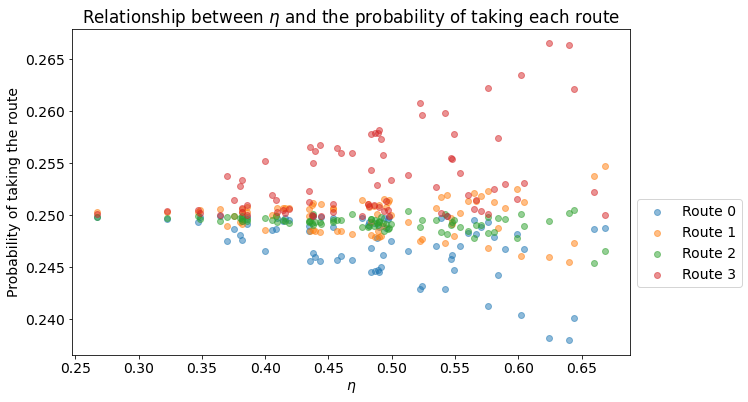 Relationship between η and the probability of taking each route
Probability of taking the route
0.265
0.260
0.255
0.250
0.245
0.240
0.25
0.30
0.35
0.40
0.45
0.50
0.55
0.60
0.65
η
Route 0
Route 1
Route 2
Route 3